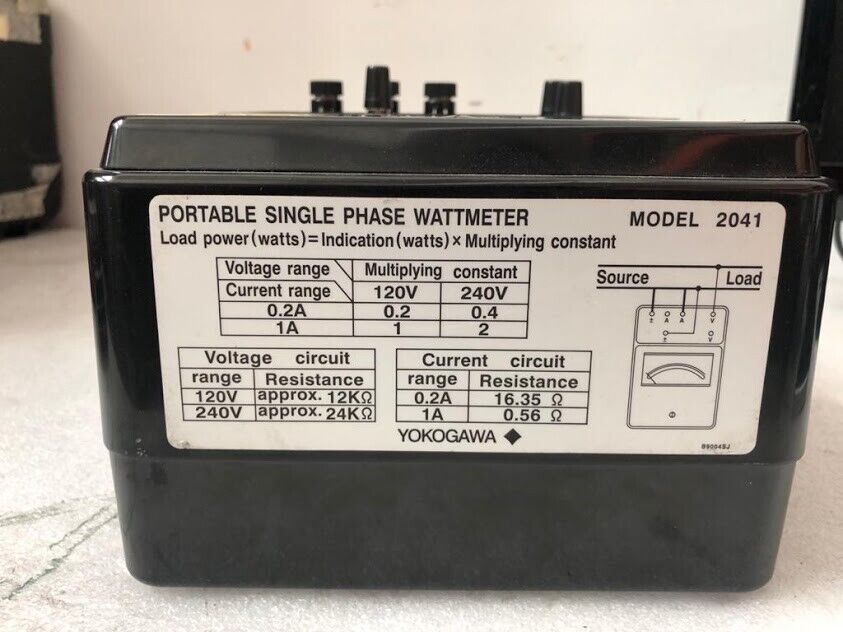 PORTABLE SINGLE PHASE WATTMETER MODEL 2041
Load power(watts)=Indication(watts)×Multiplying constant
Voltage range Multiplying constant
Current range 120V 240V
0.2A 0.2 0.4
1A 1 2
Source Load
± A A V
± V
Voltage circuit
range Resistance
120V approx. 12KΩ
240V approx. 24KΩ
Current circuit
range Resistance
0.2A 16.35 Ω
1A 0.56 Ω
YOKOGAWA ◆
B9004SJ